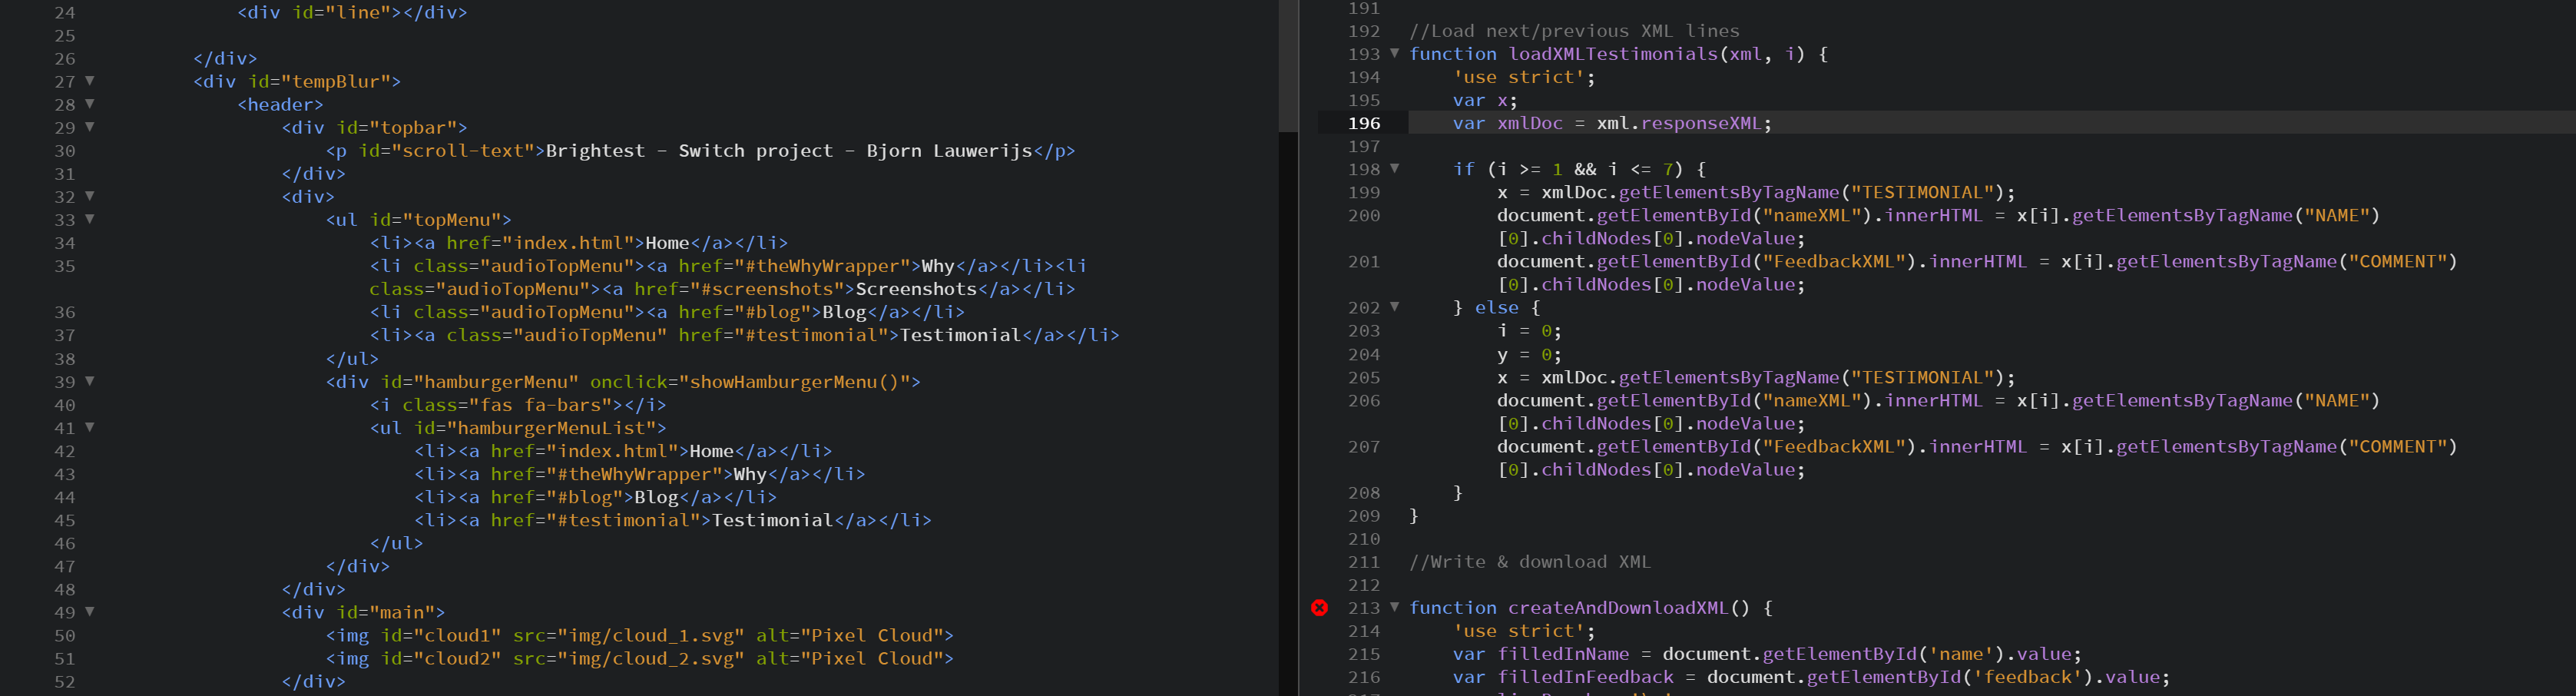 24 <div id="line"></div>
25
26 </div>
27 <div id="tempBlur">
28 <header>
29 <div id="topbar">
30 <p id="scroll-text">Brightest - Switch project - Bjorn Lauwerijs</p>
31 </div>
32 <div>
33 <ul id="topMenu">
34 <li><a href="index.html">Home</a></li>
35 <li class="audioTopMenu"><a href="#theWhyWrapper">Why</a></li><li
class="audioTopMenu"><a href="#screenshots">Screenshots</a></li>
36 <li class="audioTopMenu"><a href="#blog">Blog</a></li>
37 <li><a class="audioTopMenu" href="#testimonial">Testimonial</a></li>
38 </ul>
39 <div id="hamburgerMenu" onclick="showHamburgerMenu()">
40 <i class="fas fa-bars"></i>
41 <ul id="hamburgerMenuList">
42 <li><a href="index.html">Home</a></li>
43 <li><a href="#theWhyWrapper">Why</a></li>
44 <li><a href="#blog">Blog</a></li>
45 <li><a href="#testimonial">Testimonial</a></li>
46 </ul>
47 </div>
48 </div>
49 <div id="main">
50 <img id="cloud1" src="img/cloud_1.svg" alt="Pixel Cloud">
51 <img id="cloud2" src="img/cloud_2.svg" alt="Pixel Cloud">
52 </div>
191
192 //Load next/previous XML lines
193 function loadXMLTestimonials(xml, i) {
194 'use strict';
195 var x;
196 var xmlDoc = xml.responseXML;
197
198 if (i >= 1 && i <= 7) {
199 x = xmlDoc.getElementsByTagName("TESTIMONIAL");
200 document.getElementById("nameXML").innerHTML = x[i].getElementsByTagName("NAME")
[0].childNodes[0].nodeValue;
201 document.getElementById("FeedbackXML").innerHTML = x[i].getElementsByTagName("COMMENT")
[0].childNodes[0].nodeValue;
202 } else {
203 i = 0;
204 y = 0;
205 x = xmlDoc.getElementsByTagName("TESTIMONIAL");
206 document.getElementById("nameXML").innerHTML = x[i].getElementsByTagName("NAME")
[0].childNodes[0].nodeValue;
207 document.getElementById("FeedbackXML").innerHTML = x[i].getElementsByTagName("COMMENT")
[0].childNodes[0].nodeValue;
208 }
209 }
210
211 //Write & download XML
212
213 function createAndDownloadXML() {
214 'use strict';
215 var filledInName = document.getElementById('name').value;
216 var filledInFeedback = document.getElementById('feedback').value;